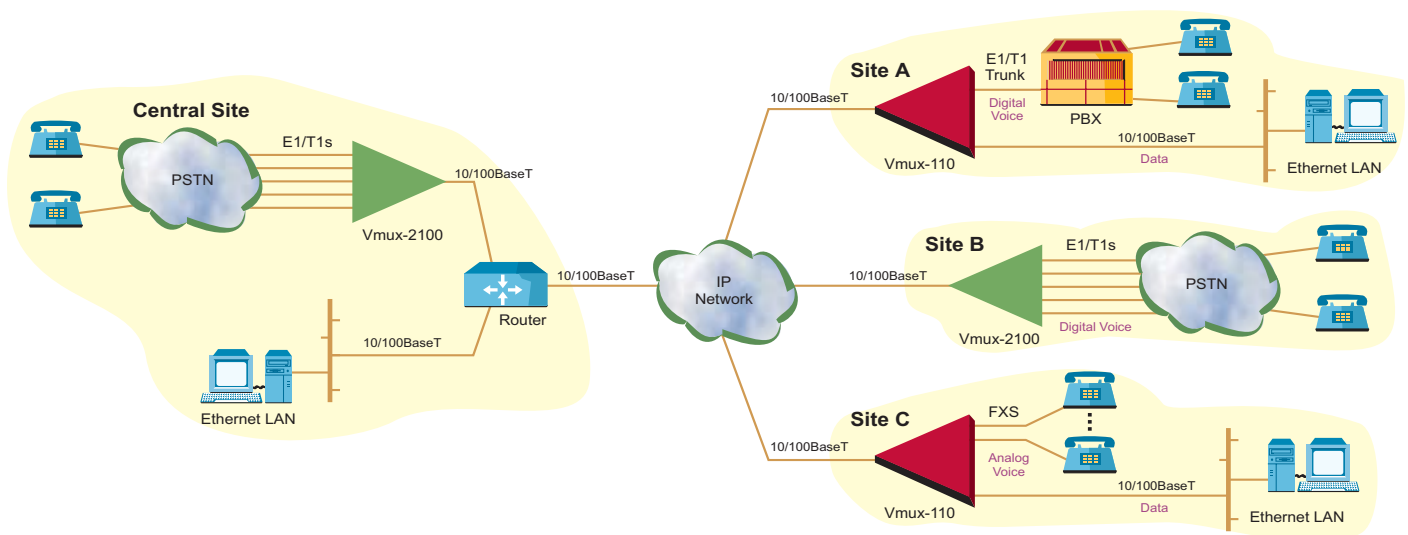 Central Site
PSTN
E1/T1s
Vmux-2100
10/100BaseT
Router
10/100BaseT
10/100BaseT
Ethernet LAN
IP
Network
10/100BaseT
Site A
E1/T1
Trunk
Digital
Voice
PBX
Vmux-110
10/100BaseT
Data
Ethernet LAN
10/100BaseT
Site B
E1/T1s
PSTN
Digital Voice
Vmux-2100
10/100BaseT
Site C
FXS
Analog
Voice
Vmux-110
10/100BaseT
Data
Ethernet LAN